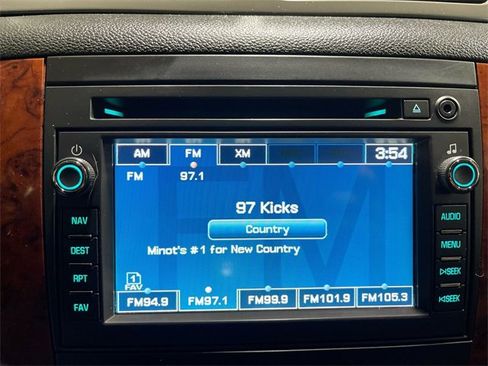 AM FM XM 3:54
FM 97.1
97 Kicks
Country
Minot's #1 for New Country
1
FAV
FM94.9 FM97.1 FM99.9 FM101.9 FM105.3
NAV
DEST
RPT
FAV
AUDIO
MENU
SEEK
SEEK
FM